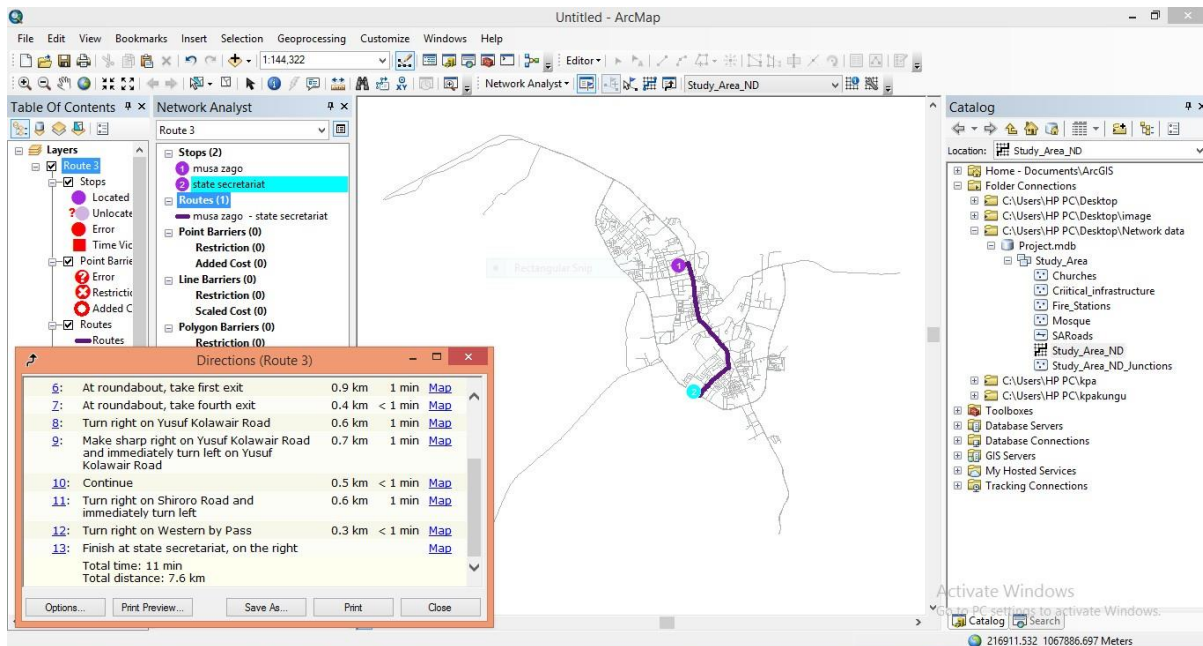 Untitled - ArcMap
File Edit View Bookmarks Insert Selection Geoprocessing Customize Windows Help
1:144,322
Editor
Network Analyst
Study_Area_ND
Table Of Contents
Layers
Route 3
Stops
Located
Unlocate
Error
Time Vic
Point Barrie
Error
Restrictic
Added C
Routes
Routes
Network Analyst
Route 3
Stops (2)
1 musa zago
2 state secretariat
Routes (1)
musa zago - state secretariat
Point Barriers (0)
Restriction (0)
Added Cost (0)
Line Barriers (0)
Restriction (0)
Scaled Cost (0)
Polygon Barriers (0)
Restriction (0)
Rectangular Snip
1
2
Directions (Route 3)
6: At roundabout, take first exit 0.9 km 1 min Map
7: At roundabout, take fourth exit 0.4 km < 1 min Map
8: Turn right on Yusuf Kolawair Road 0.6 km 1 min Map
9: Make sharp right on Yusuf Kolawair Road 0.7 km 1 min Map
and immediately turn left on Yusuf
Kolawair Road
10: Continue 0.5 km < 1 min Map
11: Turn right on Shiroro Road and 0.6 km 1 min Map
immediately turn left
12: Turn right on Western by Pass 0.3 km < 1 min Map
13: Finish at state secretariat, on the right Map
Total time: 11 min
Total distance: 7.6 km
Options... Print Preview... Save As... Print Close
Catalog
Location: Study_Area_ND
Home - Documents\ArcGIS
Folder Connections
C:\Users\HP PC\Desktop
C:\Users\HP PC\Desktop\image
C:\Users\HP PC\Desktop\Network data
Project.mdb
Study_Area
Churches
Criitical_infrastructure
Fire_Stations
Mosque
SARoads
Study_Area_ND
Study_Area_ND_Junctions
C:\Users\HP PC\kpa
C:\Users\HP PC\kpakungu
Toolboxes
Database Servers
Database Connections
GIS Servers
My Hosted Services
Tracking Connections
Activate Windows
Go to PC settings to activate Windows.
Catalog Search
216911.532 1067886.697 Meters